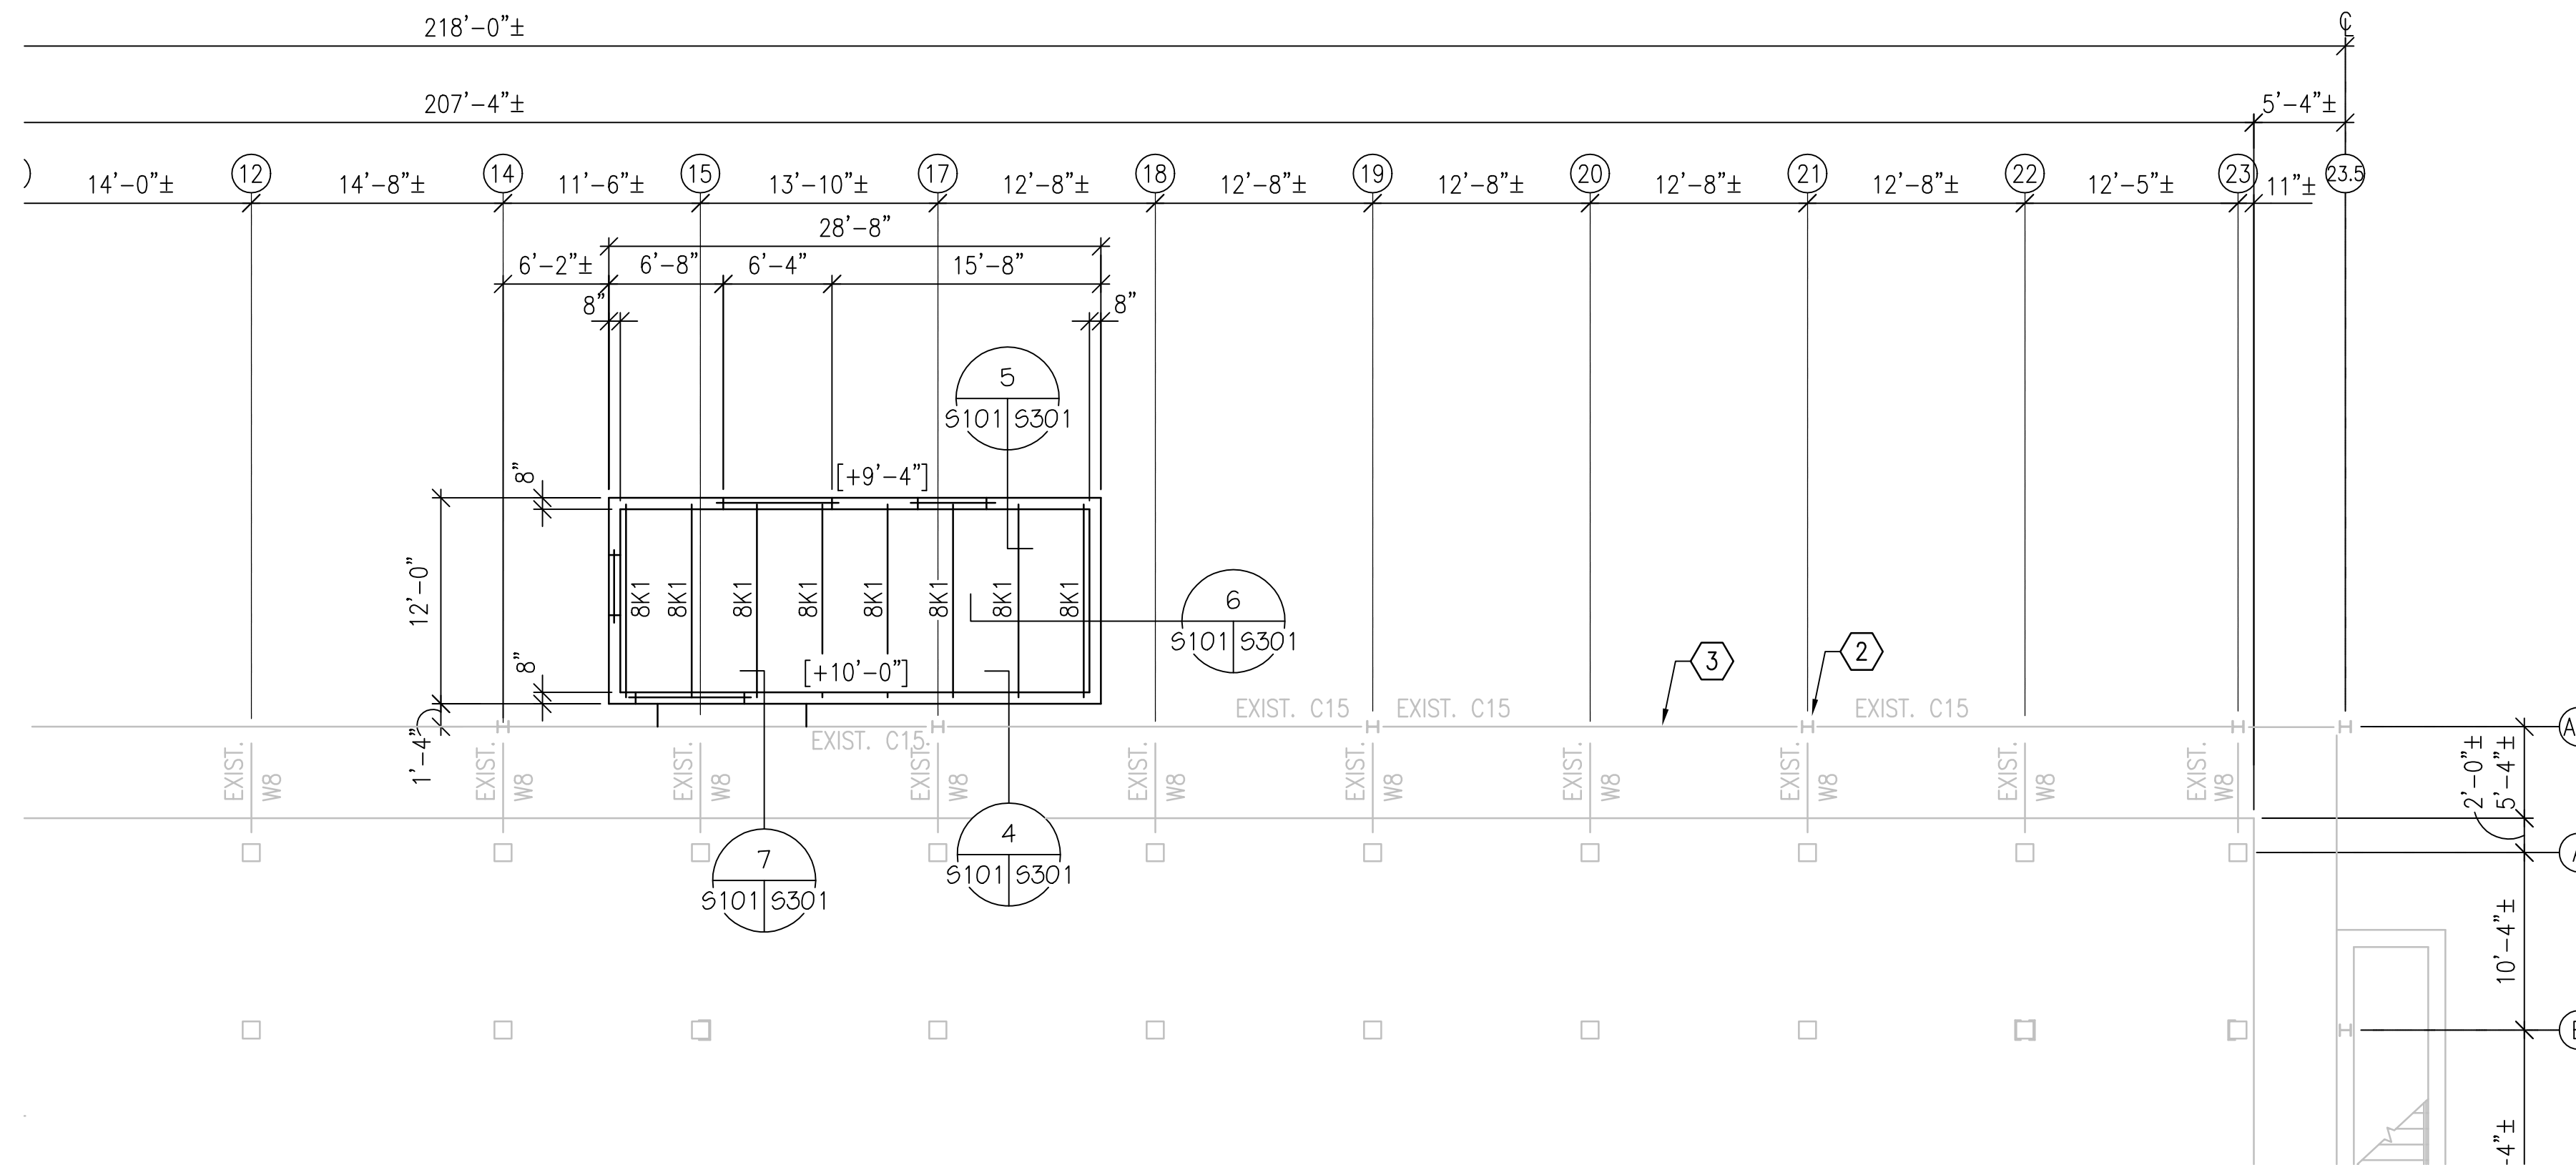 218'-0"±
℄
207'-4"±
5'-4"±
12
14
15
17
18
19
20
21
22
23
23.5
14'-0"±
14'-8"±
11'-6"±
13'-10"±
12'-8"±
12'-8"±
12'-8"±
12'-8"±
12'-8"±
12'-5"±
11"±
28'-8"
6'-2"±
6'-8"
6'-4"
15'-8"
8"
8"
5
S101
S301
8"
[+9'-4"]
12'-0"
8K1
8K1
8K1
8K1
8K1
8K1
8K1
8K1
6
S101
S301
8"
[+10'-0"]
3
2
1'-4"
EXIST. C15
EXIST. C15
EXIST. C15
EXIST. C15
A
EXIST.
W8
EXIST.
W8
EXIST.
W8
EXIST.
W8
EXIST.
W8
EXIST.
W8
EXIST.
W8
EXIST.
W8
EXIST.
W8
EXIST.
W8
2'-0"±
5'-4"±
7
S101
S301
4
S101
S301
10'-4"±
-4"±